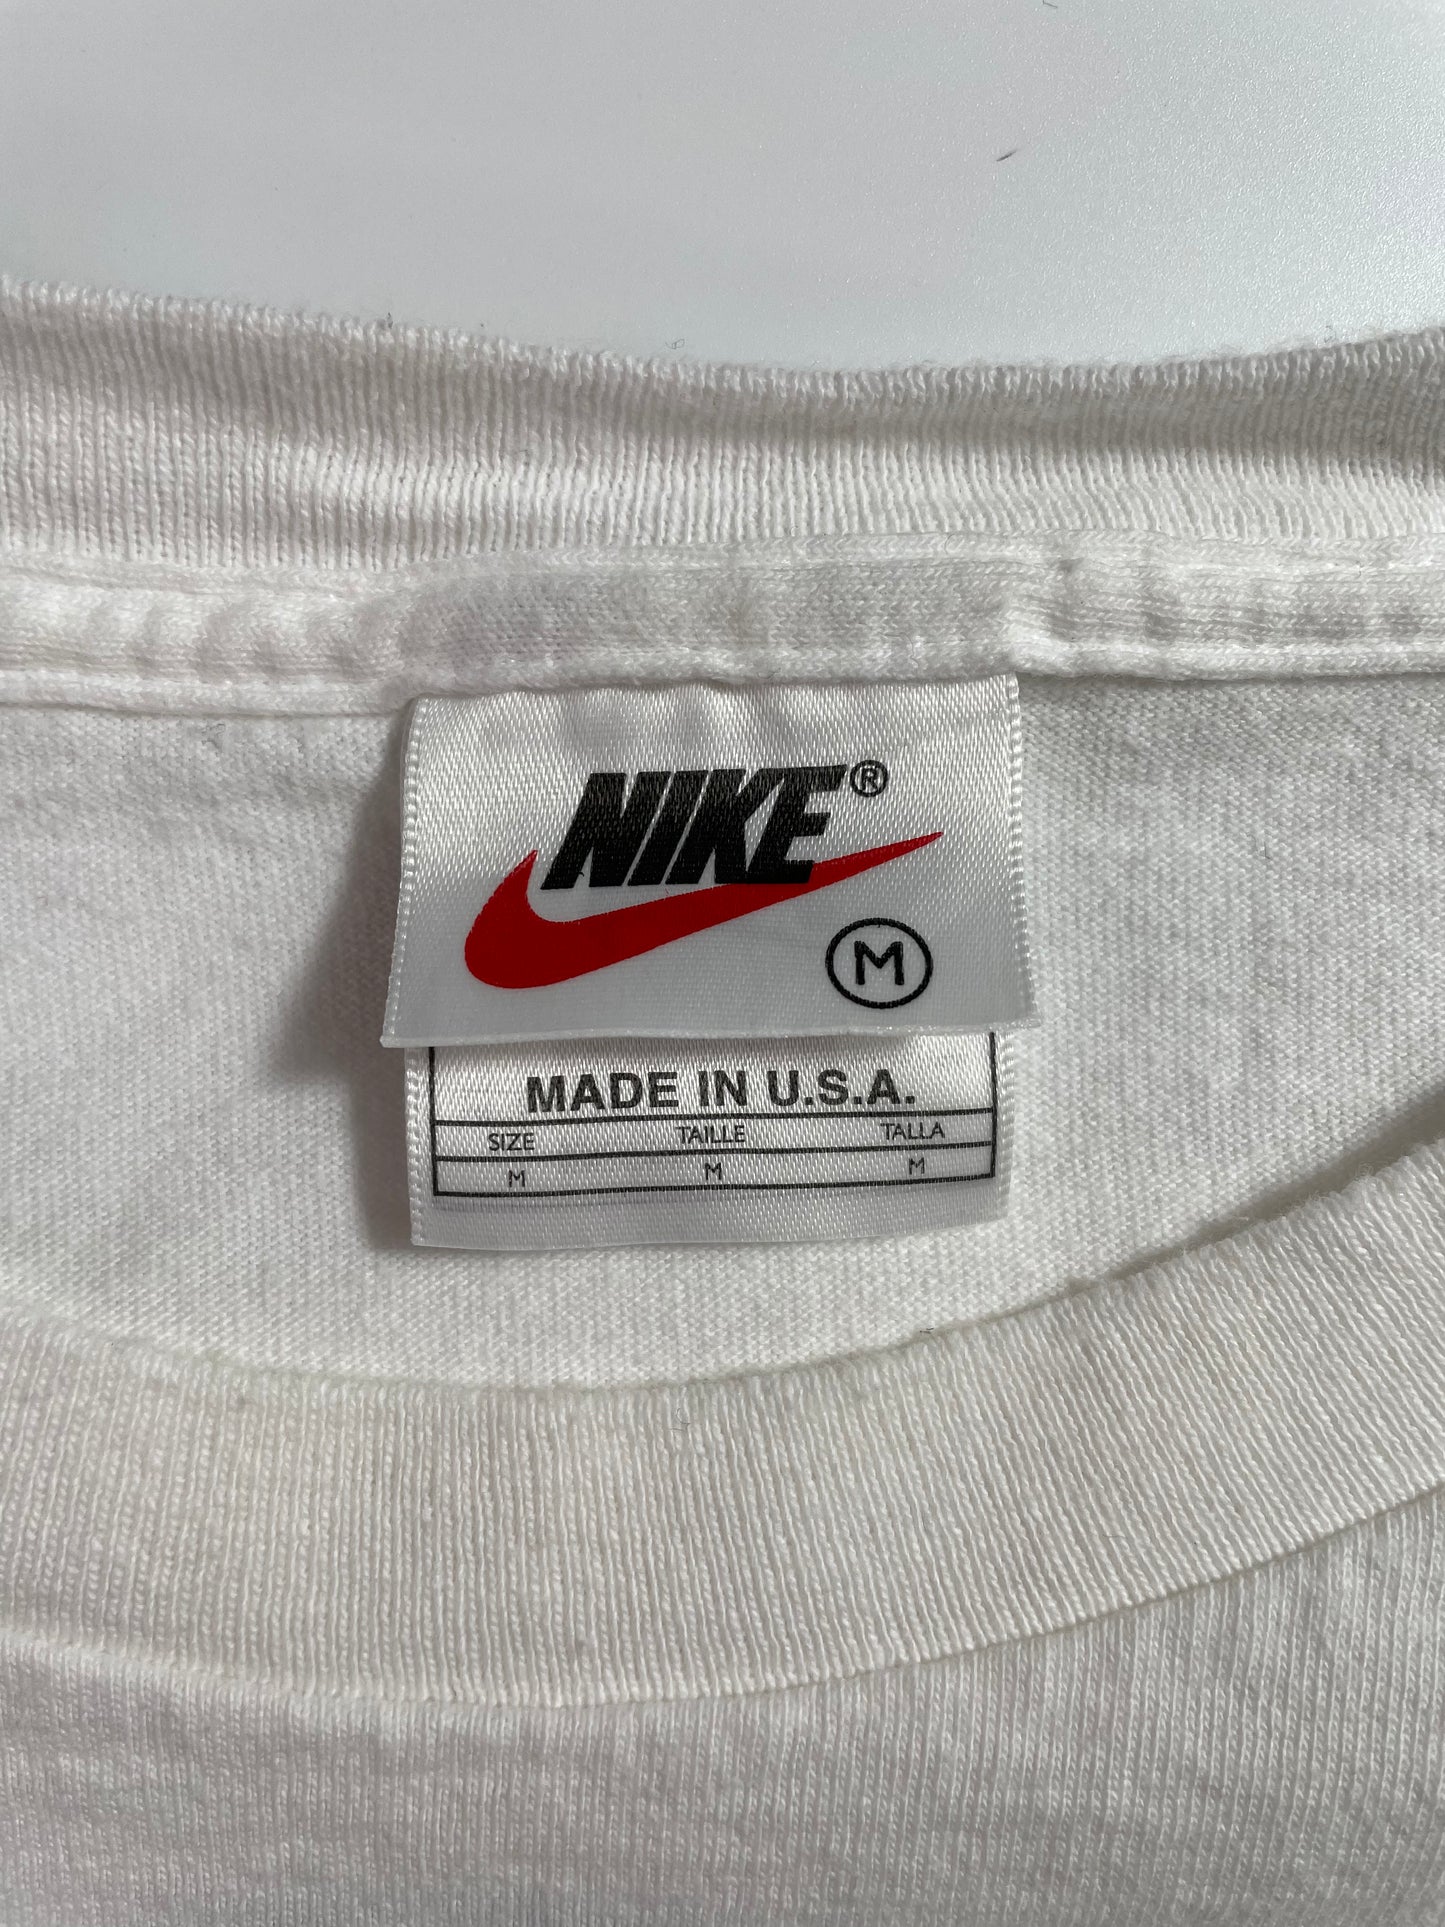 NIKE®
M
MADE IN U.S.A.
SIZE TAILLE TALLA
M M M